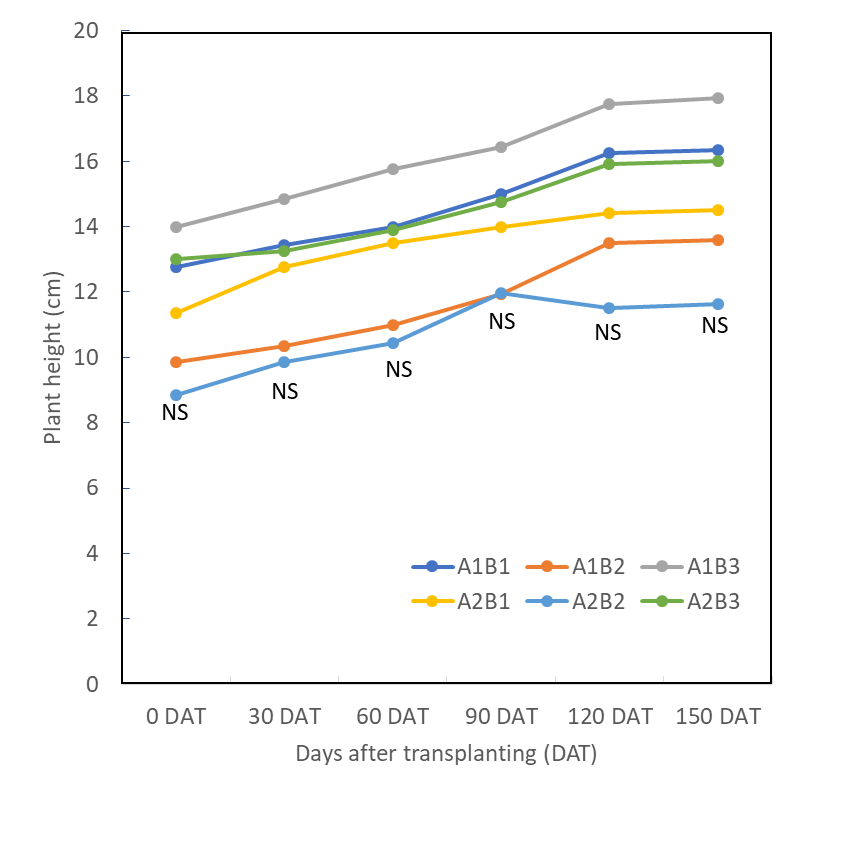 20
18
16
14
12
10
8
6
4
2
0
Plant height (cm)
NS
NS
NS
NS
NS
NS
A1B1 A1B2 A1B3
A2B1 A2B2 A2B3
0 DAT 30 DAT 60 DAT 90 DAT 120 DAT 150 DAT
Days after transplanting (DAT)